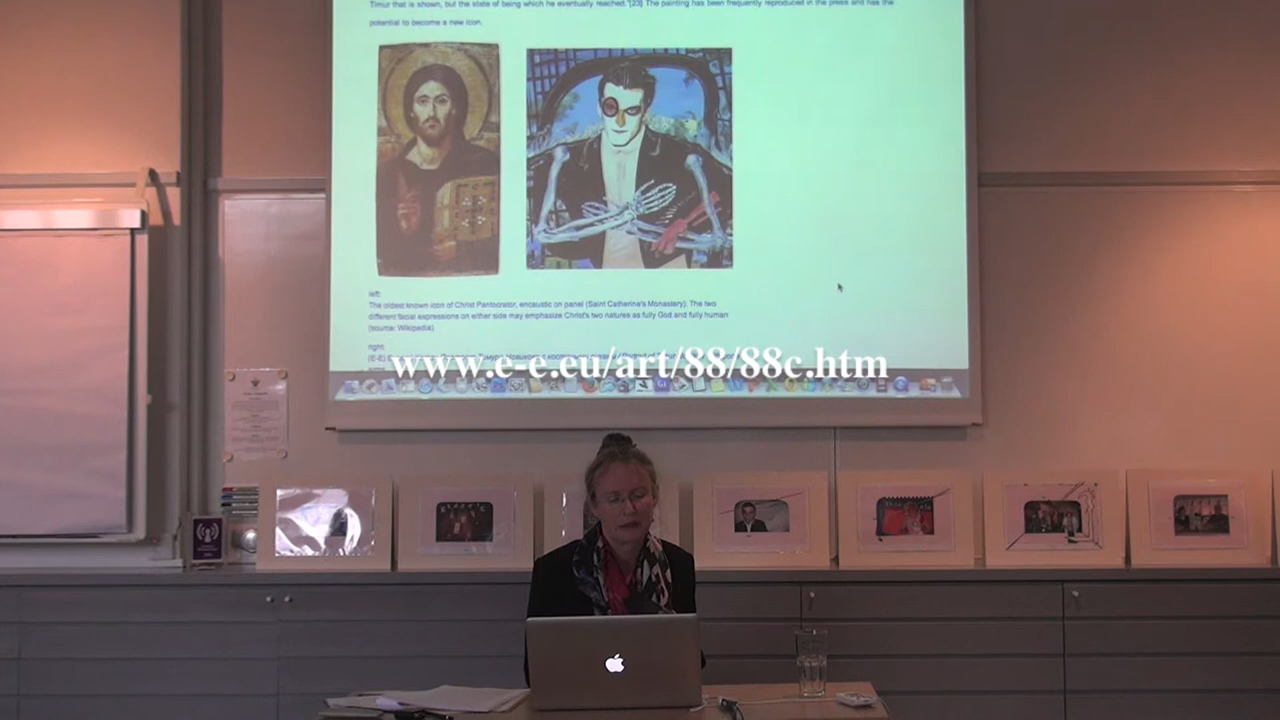 Timur that is shown, but the state of being which he eventually reached."[23] The painting has been frequently reproduced in the press and has the
potential to become a new icon.
left:
The oldest known icon of Christ Pantocrator, encaustic on panel (Saint Catherine's Monastery). The two
different facial expressions on either side may emphasize Christ's two natures as fully God and fully human
(source: Wikipedia)
right:
(E-E)
www.e-e.eu/art/88/88c.htm